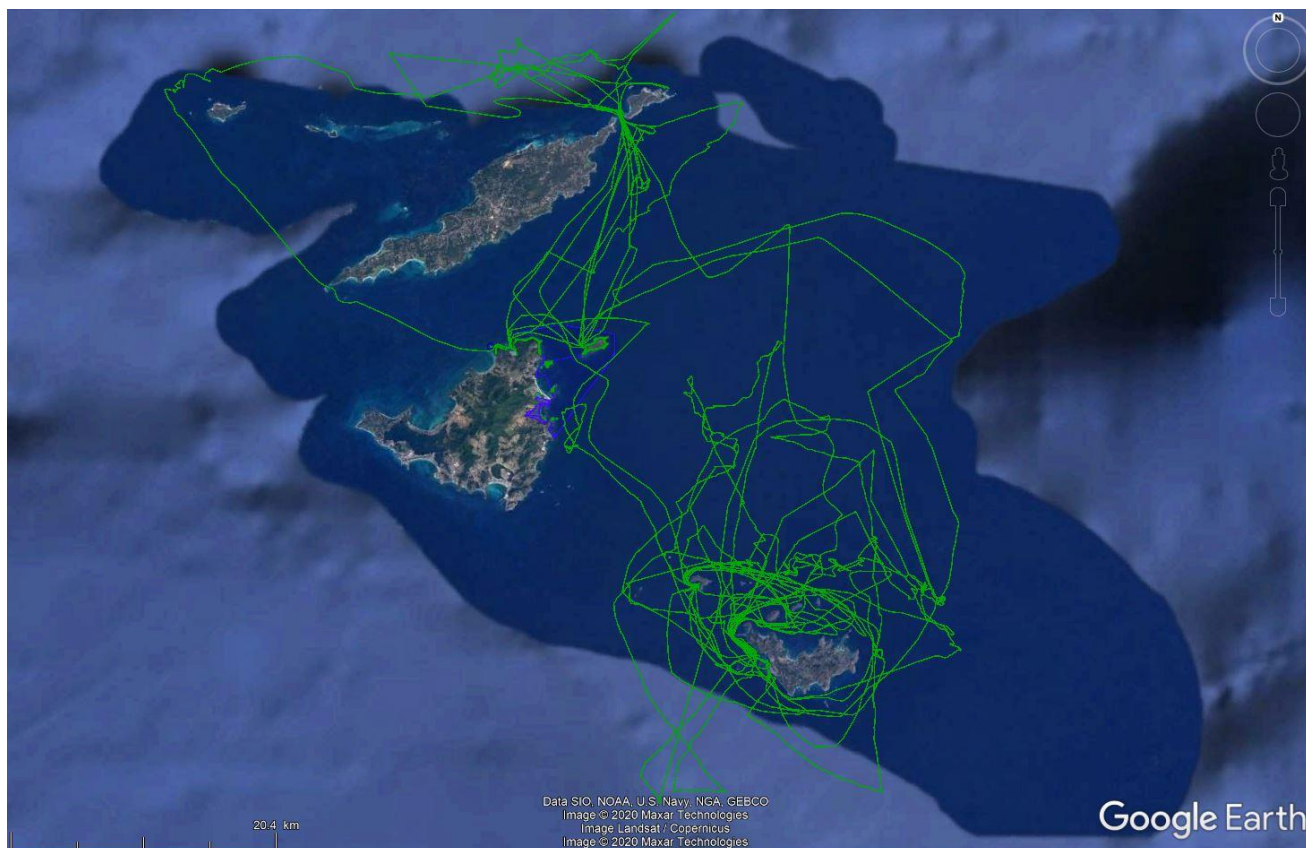 N
Data SIO, NOAA, U.S. Navy, NGA, GEBCO
Image © 2020 Maxar Technologies
Image Landsat / Copernicus
Image © 2020 Maxar Technologies
20.4 km
Google Earth